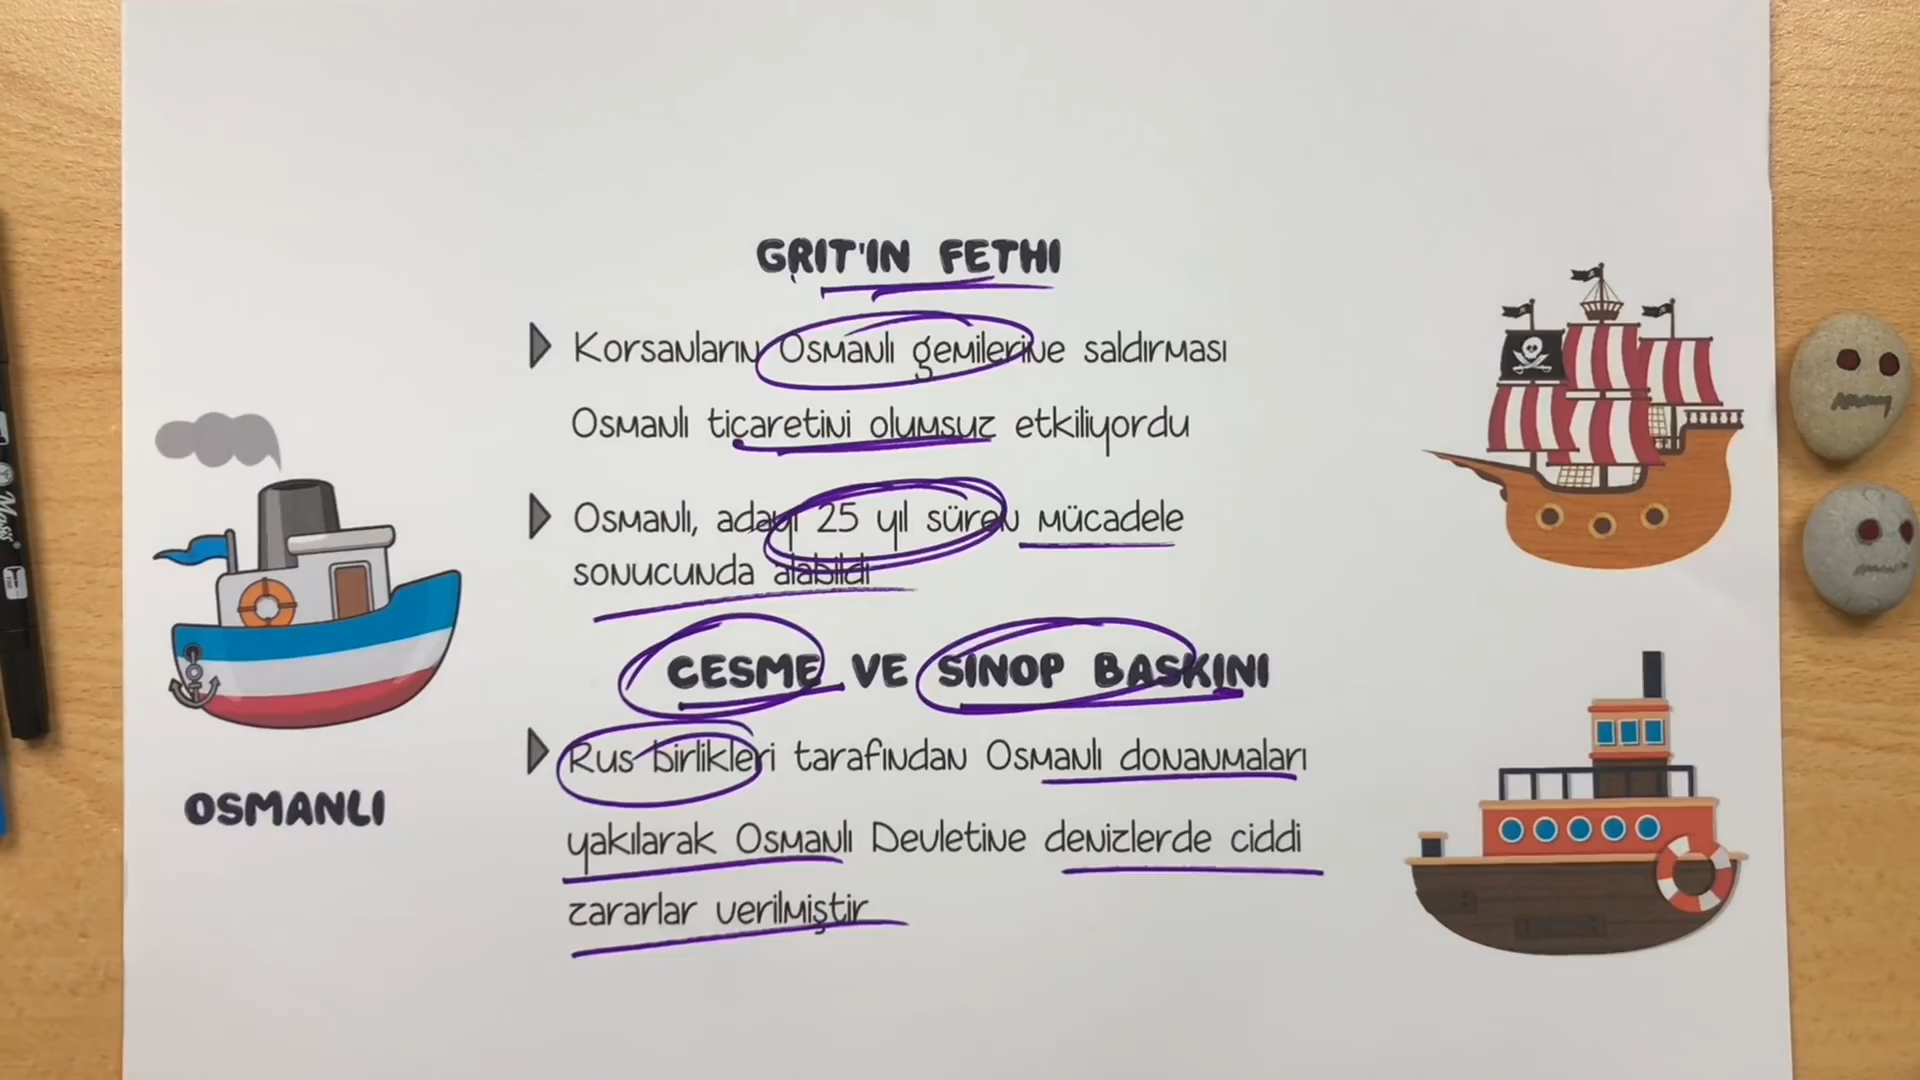 GRIT'IN FETHI
Korsanların Osmanlı gemilerine saldırması
Osmanlı ticaretini olumsuz etkiliyordu
Osmanlı, adayı 25 yıl süren mücadele
sonucunda alabildi
CESME VE SINOP BASKINI
Rus birlikleri tarafından Osmanlı donanmaları
yakılarak Osmanlı Devletine denizlerde ciddi
zararlar verilmiştir
OSMANLI